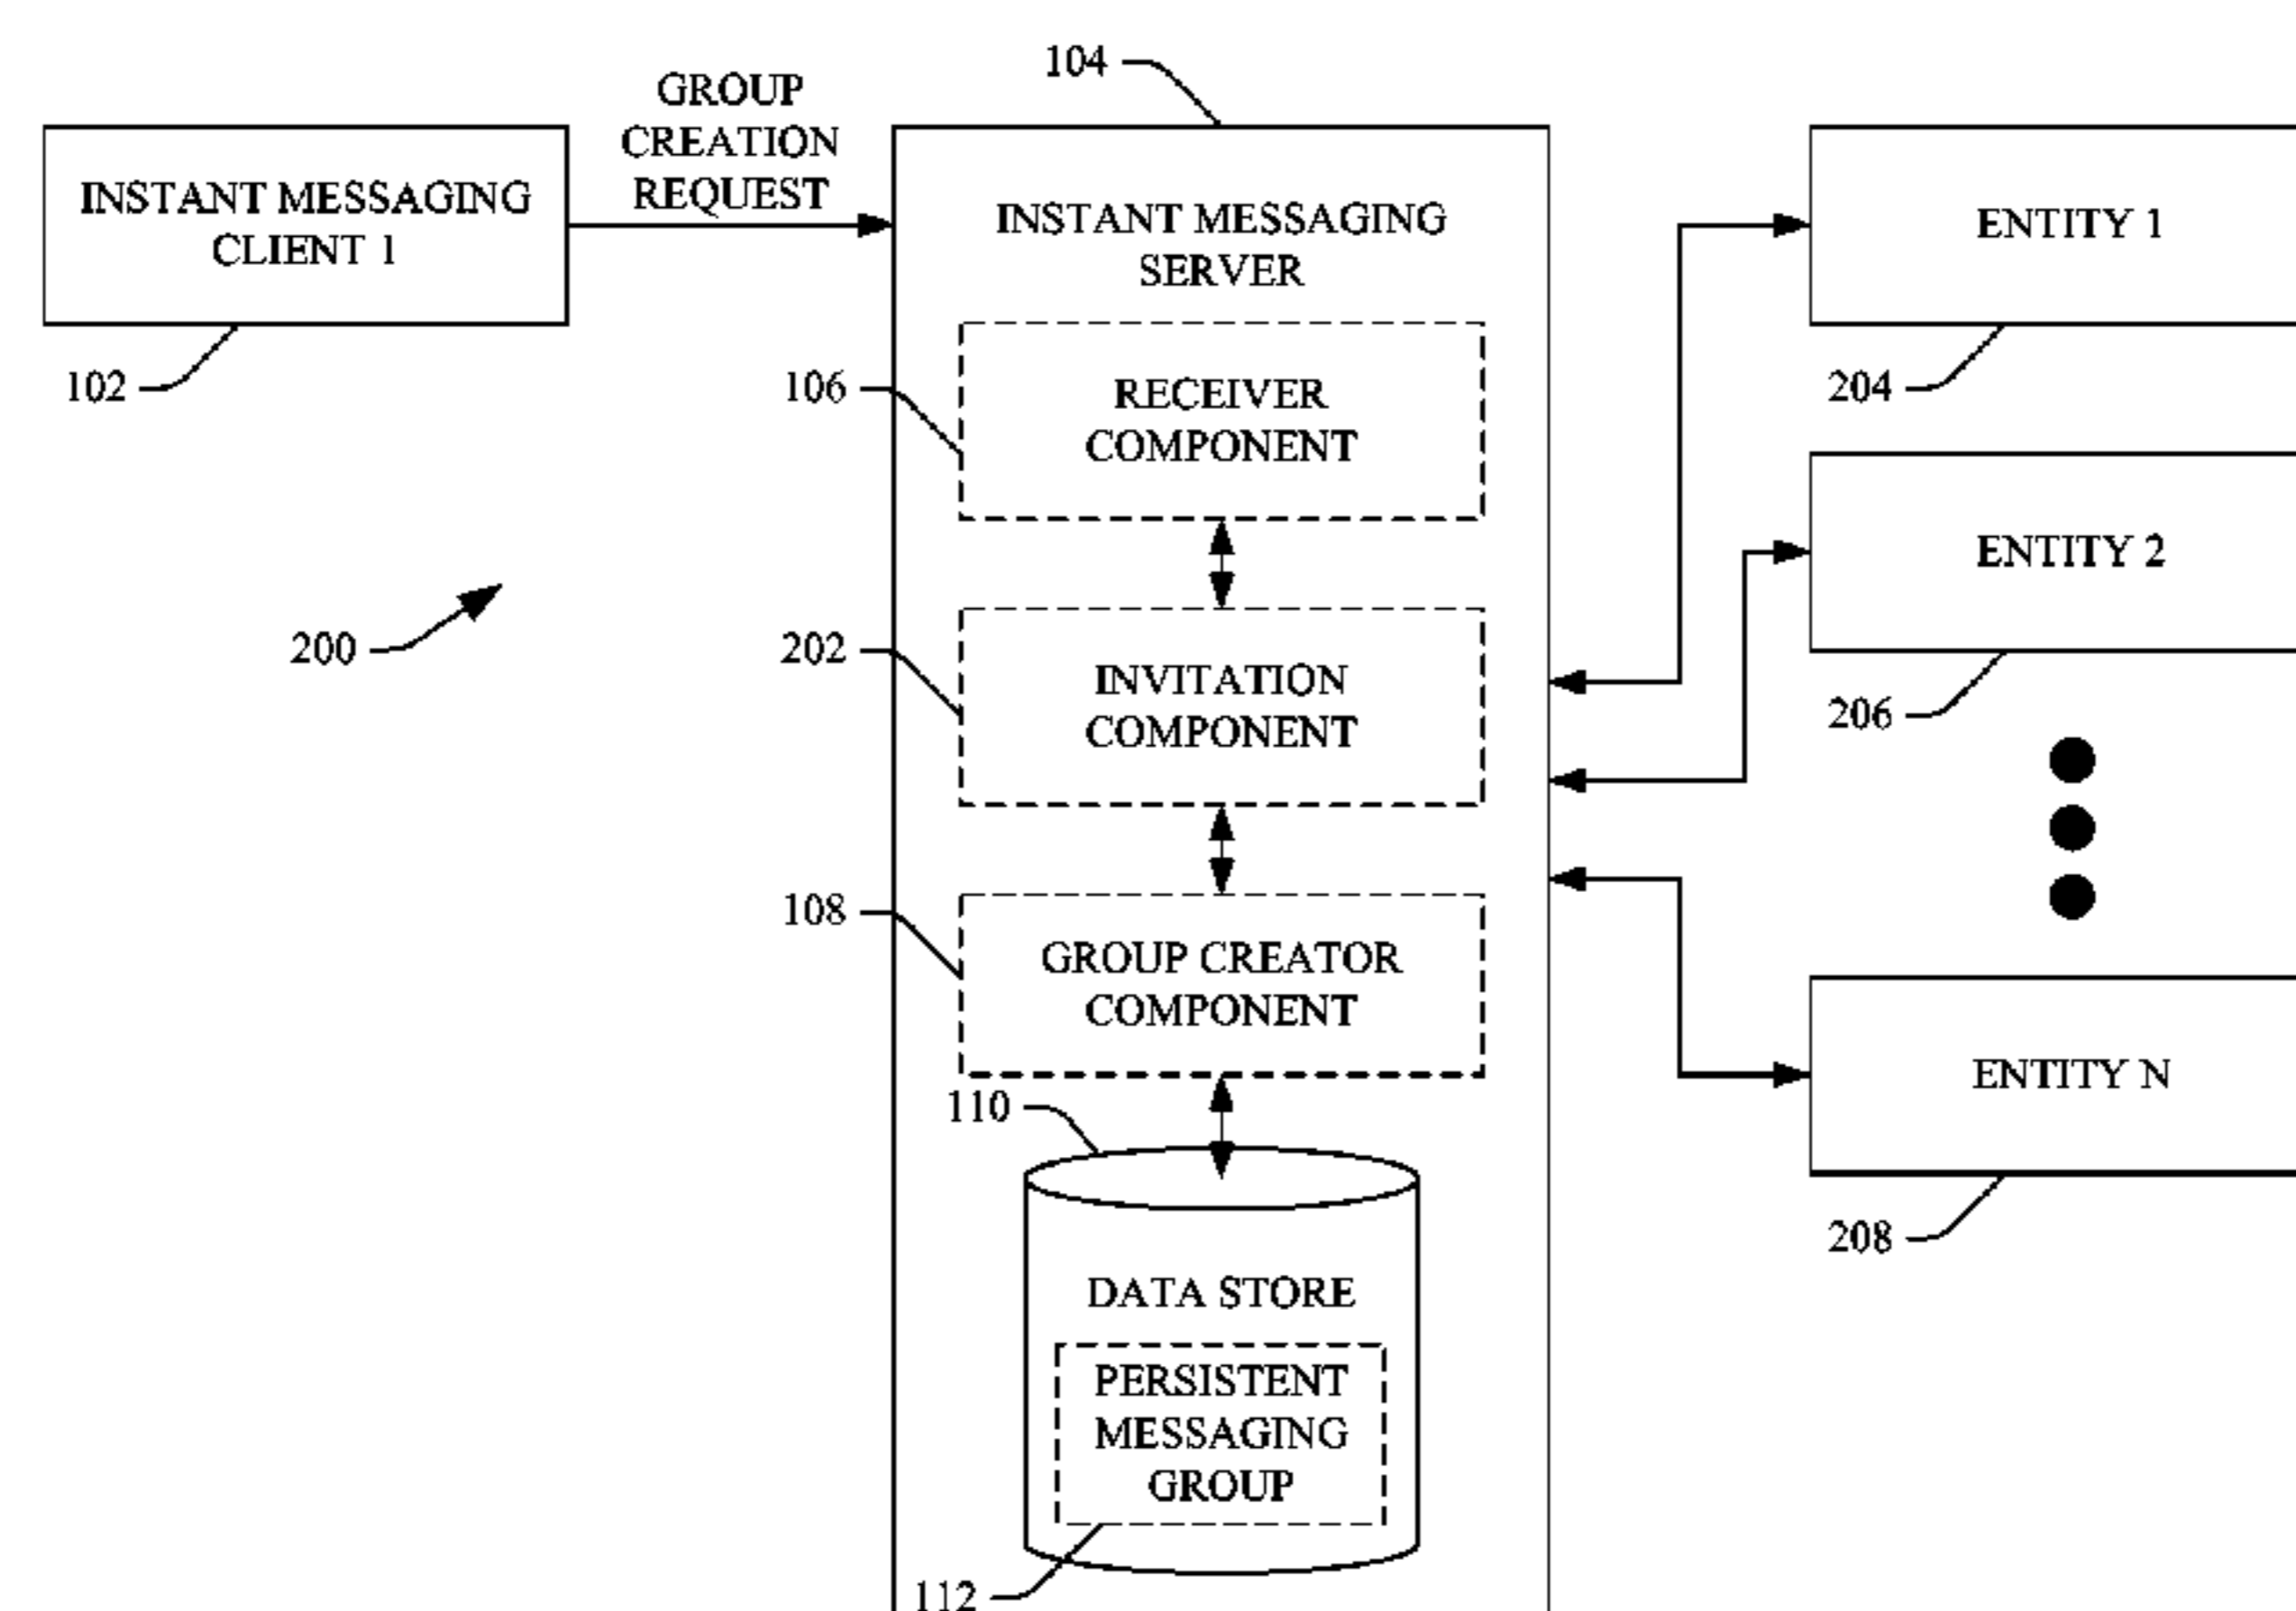 104
GROUP
CREATION
REQUEST
INSTANT MESSAGING
CLIENT 1
102
INSTANT MESSAGING
SERVER
106
RECEIVER
COMPONENT
200
202
INVITATION
COMPONENT
108
GROUP CREATOR
COMPONENT
110
DATA STORE
PERSISTENT
MESSAGING
GROUP
112
ENTITY 1
204
ENTITY 2
206
ENTITY N
208